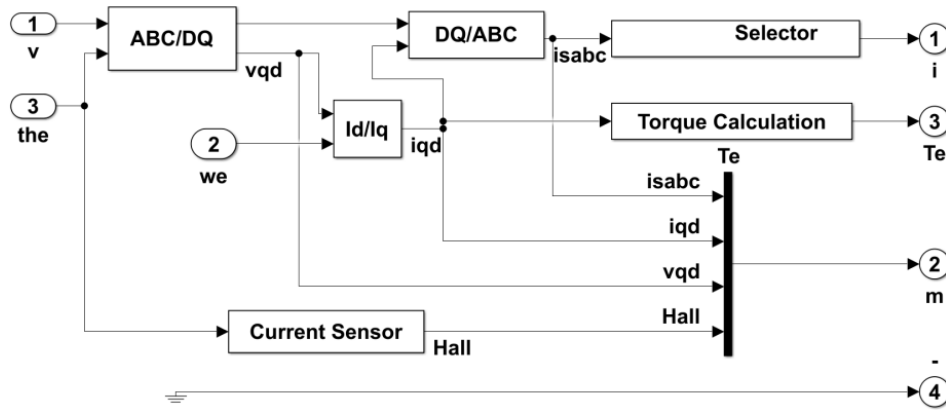 1
v
ABC/DQ
vqd
DQ/ABC
isabc
Selector
1
i
3
the
2
we
Id/Iq
iqd
Torque Calculation
Te
3
Te
isabc
iqd
vqd
Hall
2
m
Current Sensor
Hall
-
4